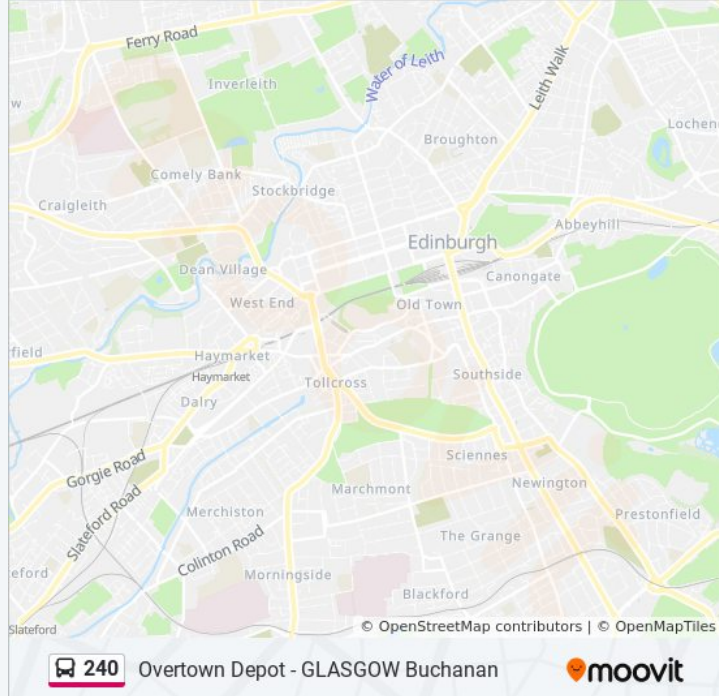 Ferry Road
Water of Leith
Leith Walk
Inverleith
w
Lochene
Broughton
Comely Bank
Stockbridge
Craigleith
Abbeyhill
Edinburgh
Dean Village
Canongate
West End
Old Town
rfield
Haymarket
Haymarket
Tollcross
Southside
Dalry
Gorgie Road
Sciennes
Newington
Marchmont
Slateford Road
Merchiston
Prestonfield
The Grange
Colinton Road
eford
Morningside
Blackford
Slateford
© OpenStreetMap contributors | © OpenMapTiles
240 Overtown Depot - GLASGOW Buchanan
moovit